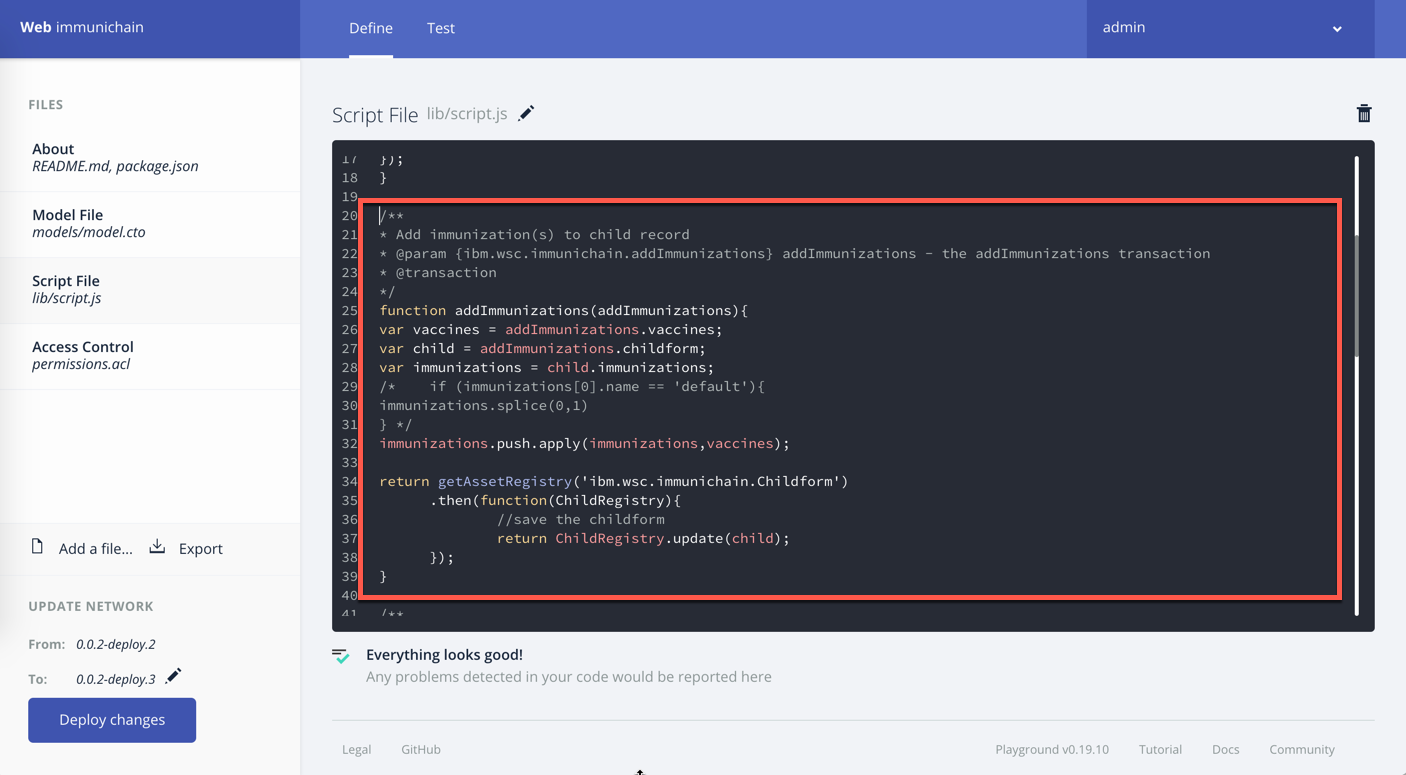 Web immunichain
Define
Test
admin
FILES
About
README.md, package.json
Model File
models/model.cto
Script File
lib/script.js
Access Control
permissions.acl
Add a file...
Export
UPDATE NETWORK
From: 0.0.2-deploy.2
To: 0.0.2-deploy.3
Deploy changes
Script File lib/script.js
17 });
18 }
19
20 /**
21 * Add immunization(s) to child record
22 * @param {ibm.wsc.immunichain.addImmunizations} addImmunizations - the addImmunizations transaction
23 * @transaction
24 */
25 function addImmunizations(addImmunizations){
26 var vaccines = addImmunizations.vaccines;
27 var child = addImmunizations.childform;
28 var immunizations = child.immunizations;
29 /*    if (immunizations[0].name == 'default'){
30 immunizations.splice(0,1)
31 } */
32 immunizations.push.apply(immunizations,vaccines);
33
34 return getAssetRegistry('ibm.wsc.immunichain.Childform')
35       .then(function(ChildRegistry){
36               //save the childform
37               return ChildRegistry.update(child);
38       });
39 }
40
41 /**
Everything looks good!
Any problems detected in your code would be reported here
Legal
GitHub
Playground v0.19.10
Tutorial
Docs
Community